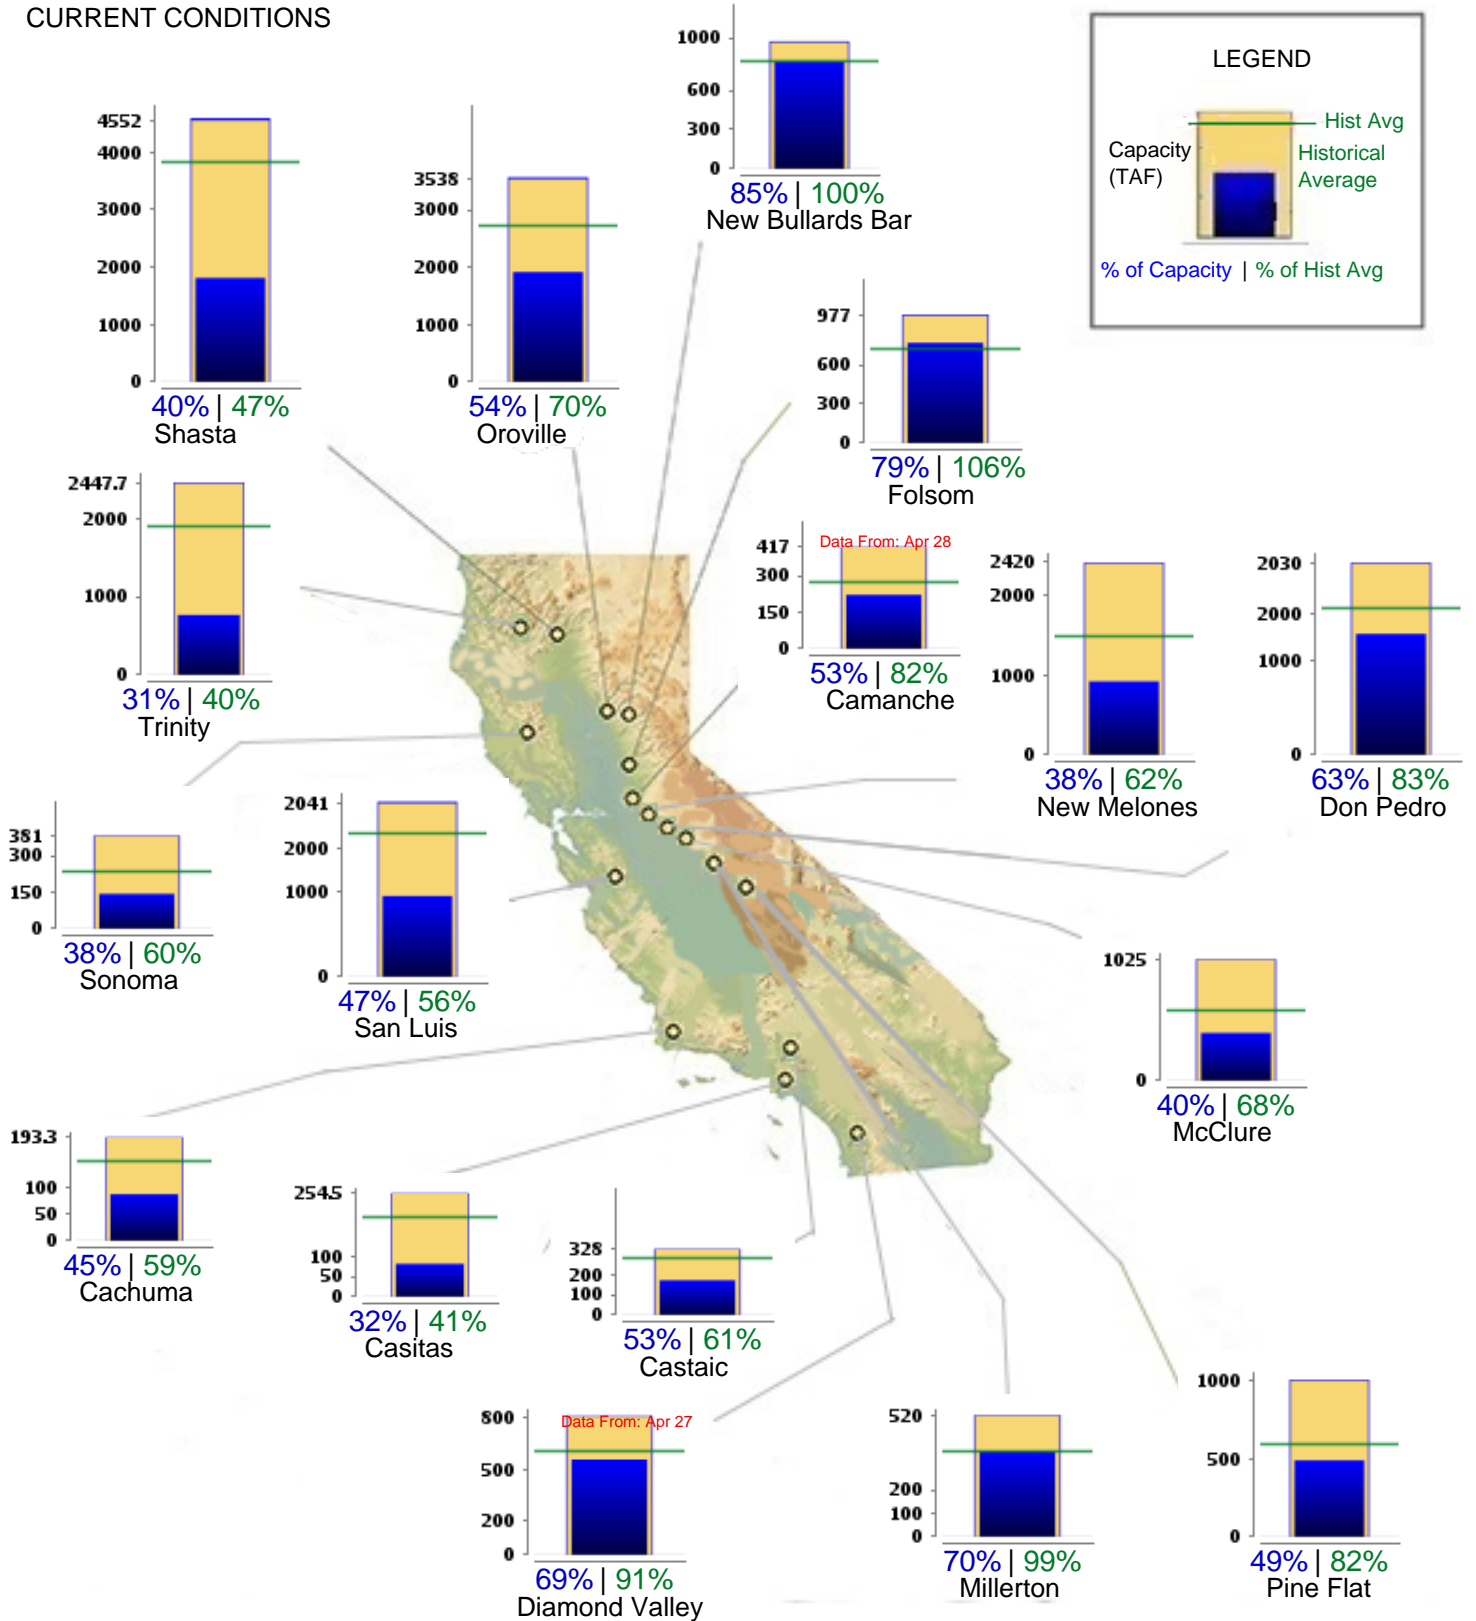 CURRENT CONDITIONS
1000
600
300
0
85% | 100%
New Bullards Bar
LEGEND
Hist Avg
Capacity
(TAF)
Historical
Average
% of Capacity | % of Hist Avg
4552
4000
3000
2000
1000
0
40% | 47%
Shasta
3538
3000
2000
1000
0
54% | 70%
Oroville
977
600
300
0
79% | 106%
Folsom
2447.7
2000
1000
0
31% | 40%
Trinity
Data From: Apr 28
417
300
150
0
53% | 82%
Camanche
2420
2000
1000
0
38% | 62%
New Melones
2030
2000
1000
0
63% | 83%
Don Pedro
381
300
150
0
38% | 60%
Sonoma
2041
2000
1000
0
47% | 56%
San Luis
1025
0
40% | 68%
McClure
193.3
100
50
0
45% | 59%
Cachuma
254.5
100
50
0
32% | 41%
Casitas
328
200
100
0
53% | 61%
Castaic
Data From: Apr 27
800
500
200
0
69% | 91%
Diamond Valley
520
200
100
0
70% | 99%
Millerton
1000
500
0
49% | 82%
Pine Flat